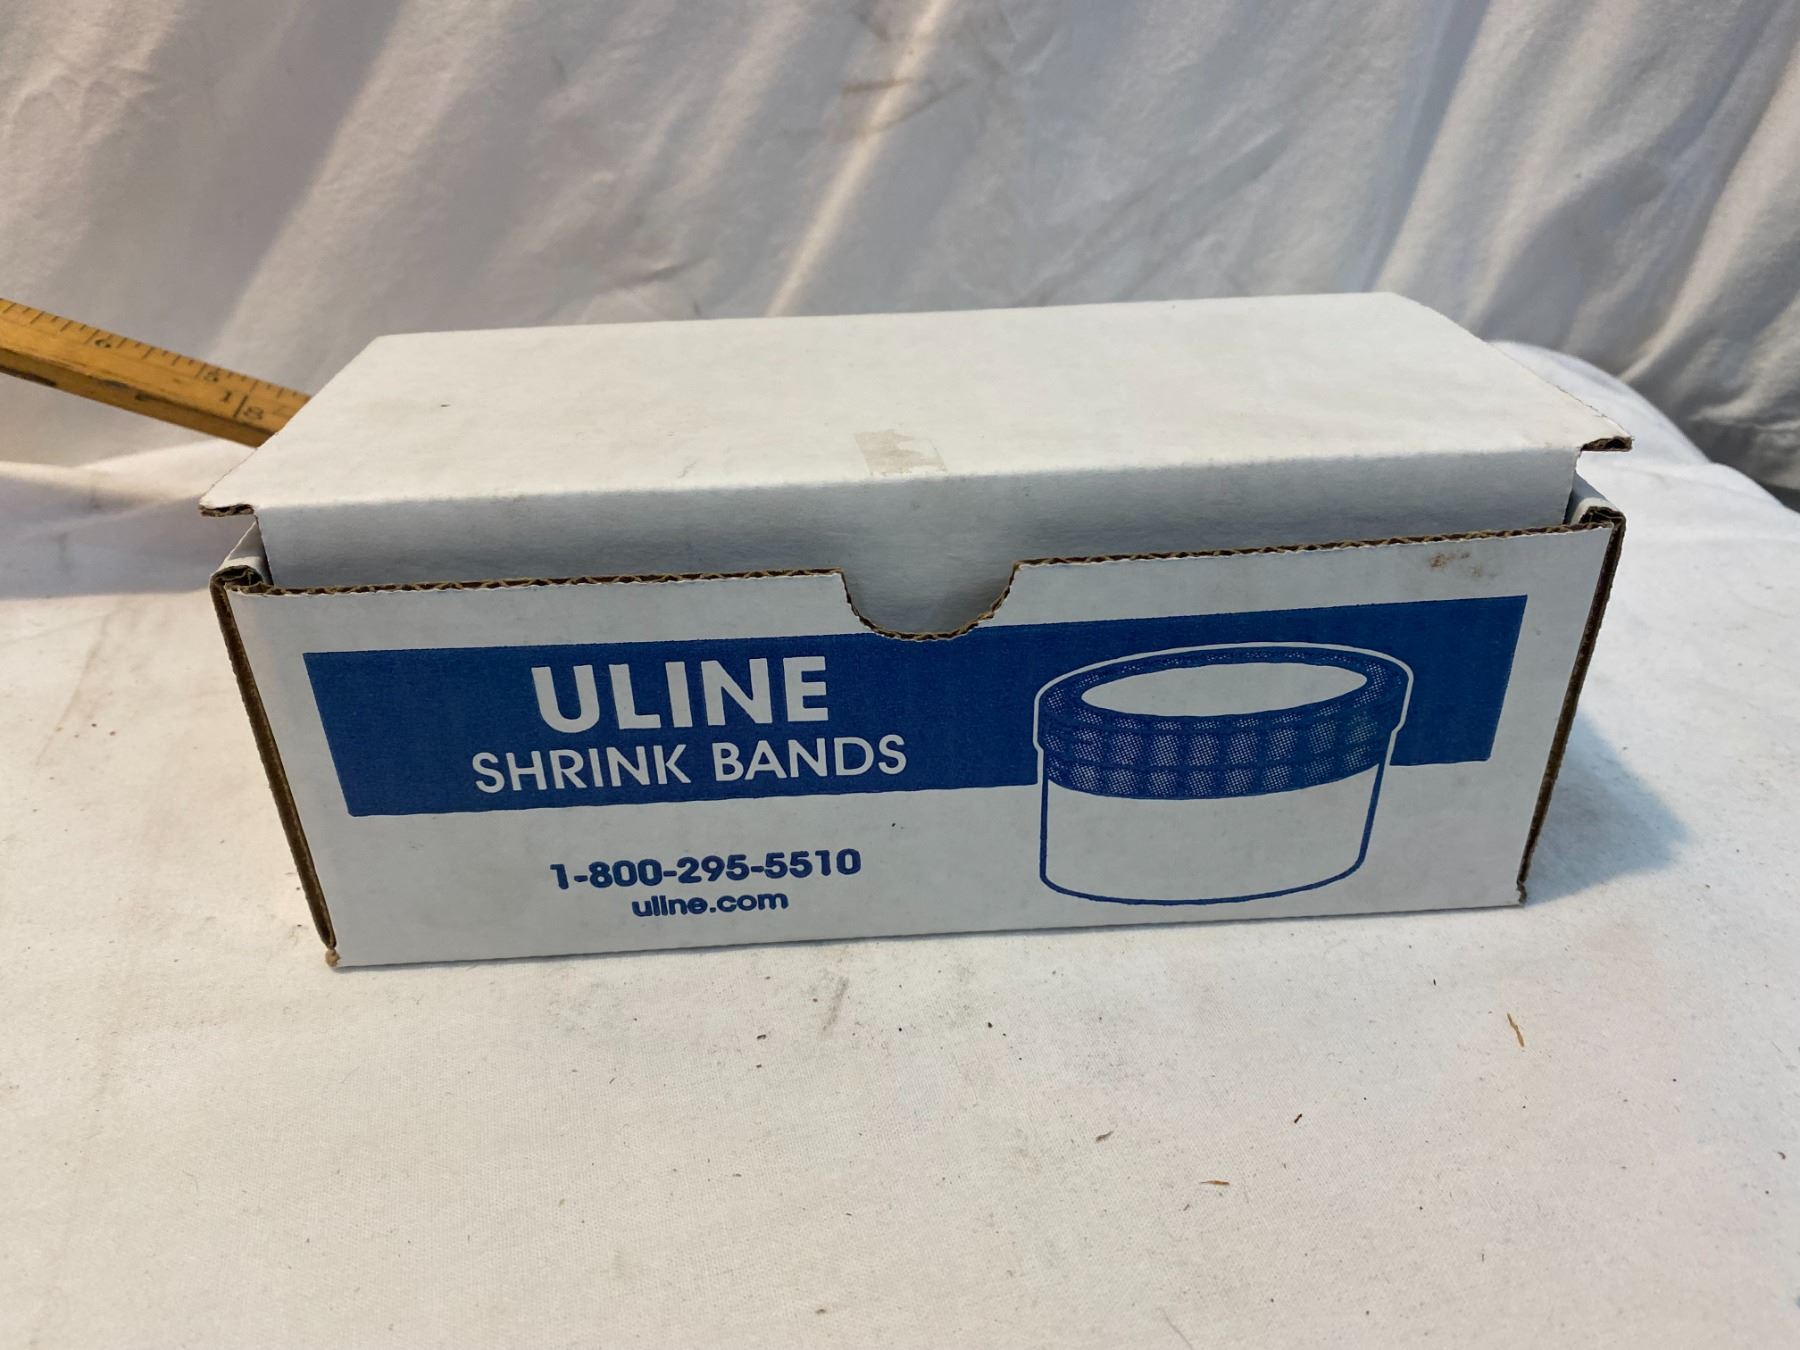 ULINE
SHRINK BANDS
1-800-295-5510
uline.com